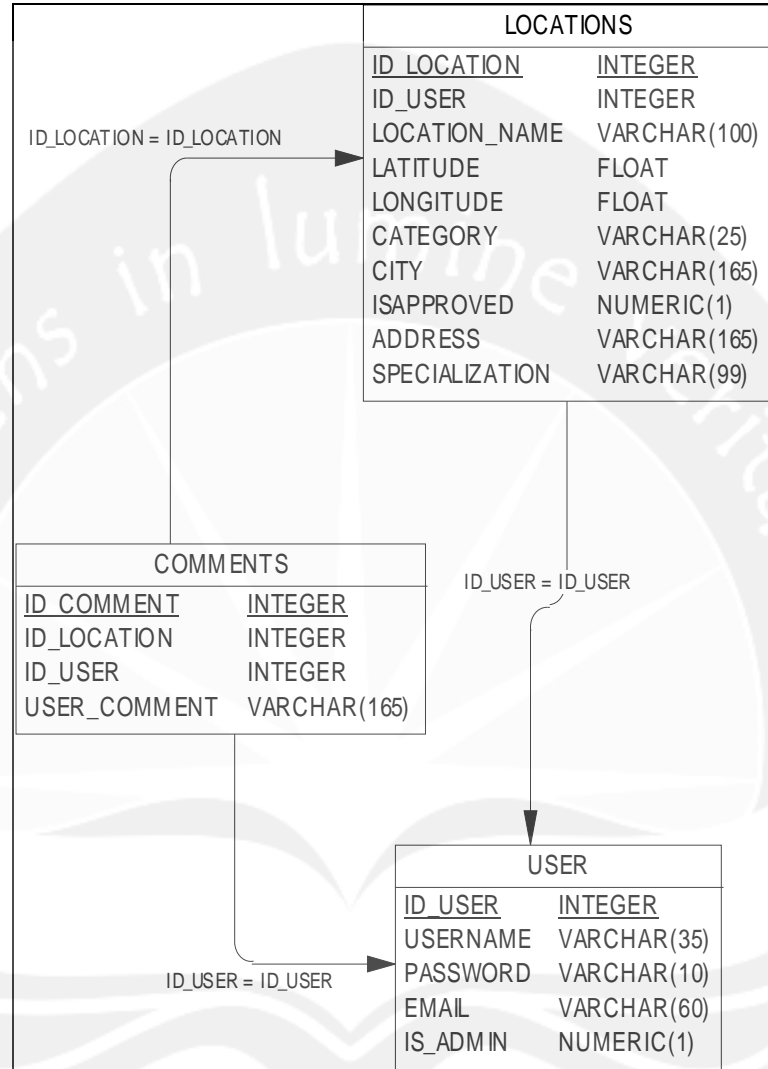 LOCATIONS
ID_LOCATION INTEGER
ID_USER INTEGER
LOCATION_NAME VARCHAR(100)
LATITUDE FLOAT
LONGITUDE FLOAT
CATEGORY VARCHAR(25)
CITY VARCHAR(165)
ISAPPROVED NUMERIC(1)
ADDRESS VARCHAR(165)
SPECIALIZATION VARCHAR(99)
ID_LOCATION = ID_LOCATION
COMMENTS
ID_COMMENT INTEGER
ID_LOCATION INTEGER
ID_USER INTEGER
USER_COMMENT VARCHAR(165)
ID_USER = ID_USER
USER
ID_USER INTEGER
USERNAME VARCHAR(35)
PASSWORD VARCHAR(10)
EMAIL VARCHAR(60)
IS_ADMIN NUMERIC(1)
ID_USER = ID_USER
in lumine